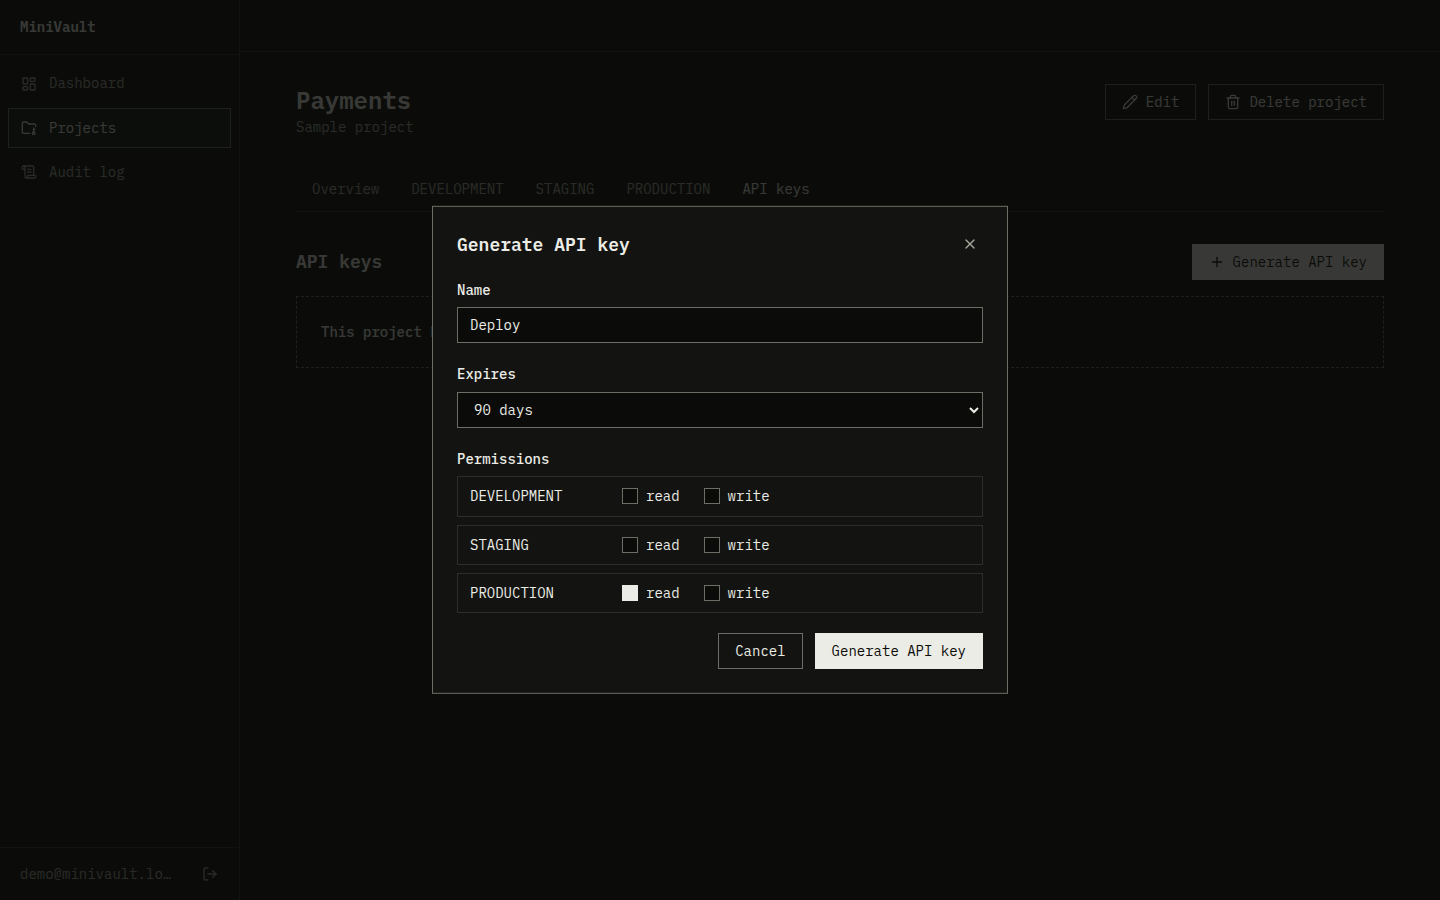 MiniVault
Dashboard
Projects
Audit log
Payments
Sample project
Edit
Delete project
Overview DEVELOPMENT STAGING PRODUCTION API keys
API keys
Generate API key
This project
Generate API key
Name
Deploy
Expires
90 days
Permissions
DEVELOPMENT read write
STAGING read write
PRODUCTION read write
Cancel Generate API key
demo@minivault.lo…